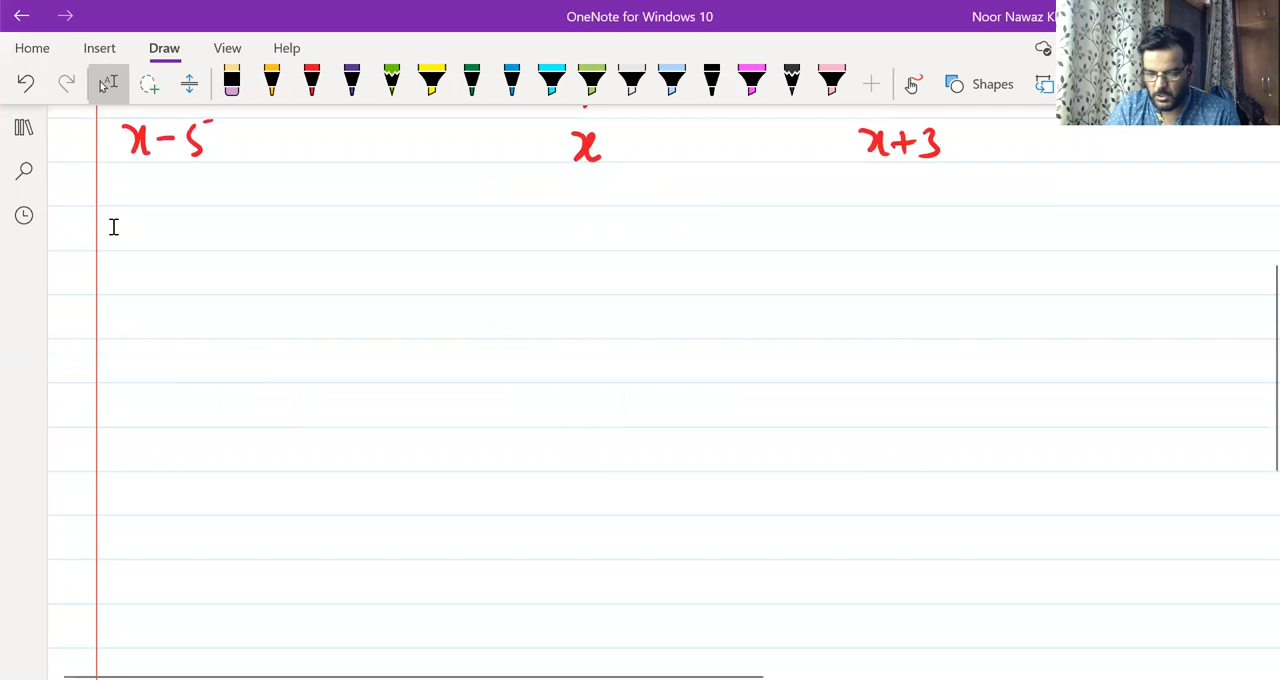 OneNote for Windows 10
Noor Nawaz
Home Insert Draw View Help
Shapes
x - 5 x x + 3